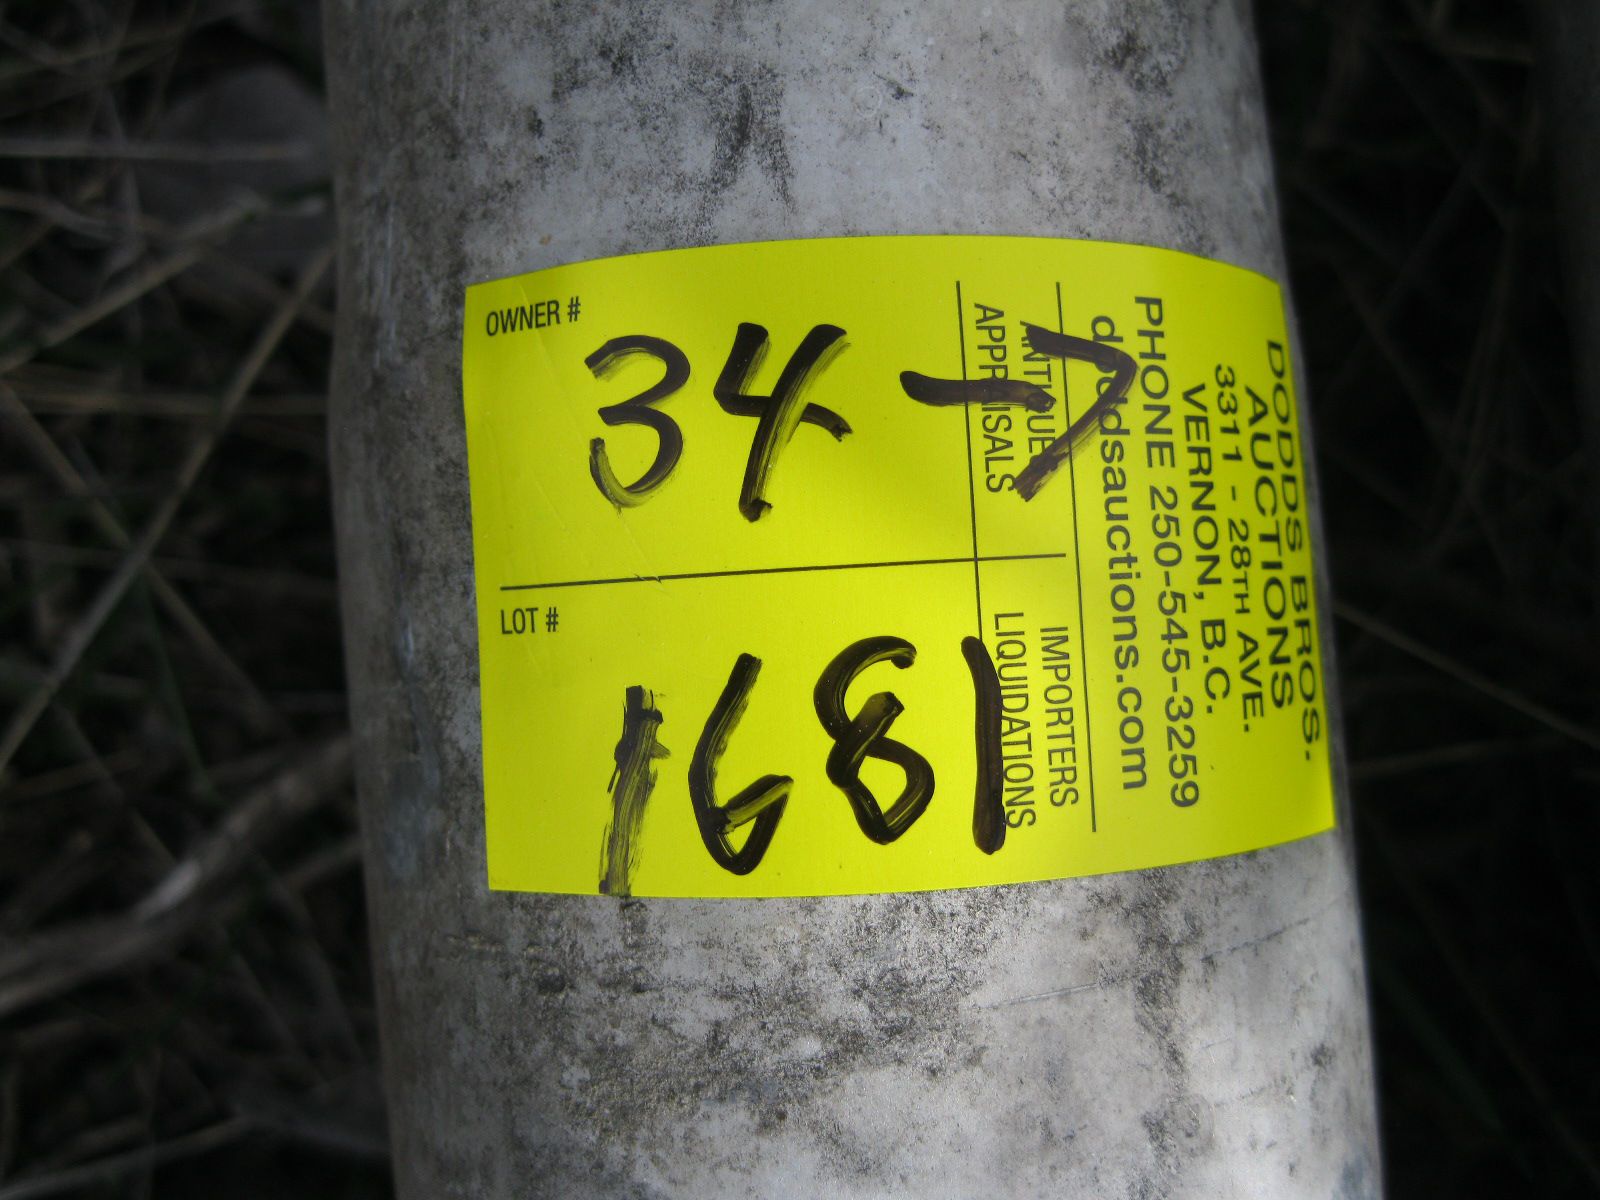 OWNER #
34-7
LOT #
1681
ANTIQUE
APPRAISALS
IMPORTERS
LIQUIDATIONS
DODDS BROS.
AUCTIONS
3311 - 28TH AVE.
VERNON, B.C.
PHONE 250-545-3259
doddsauctions.com